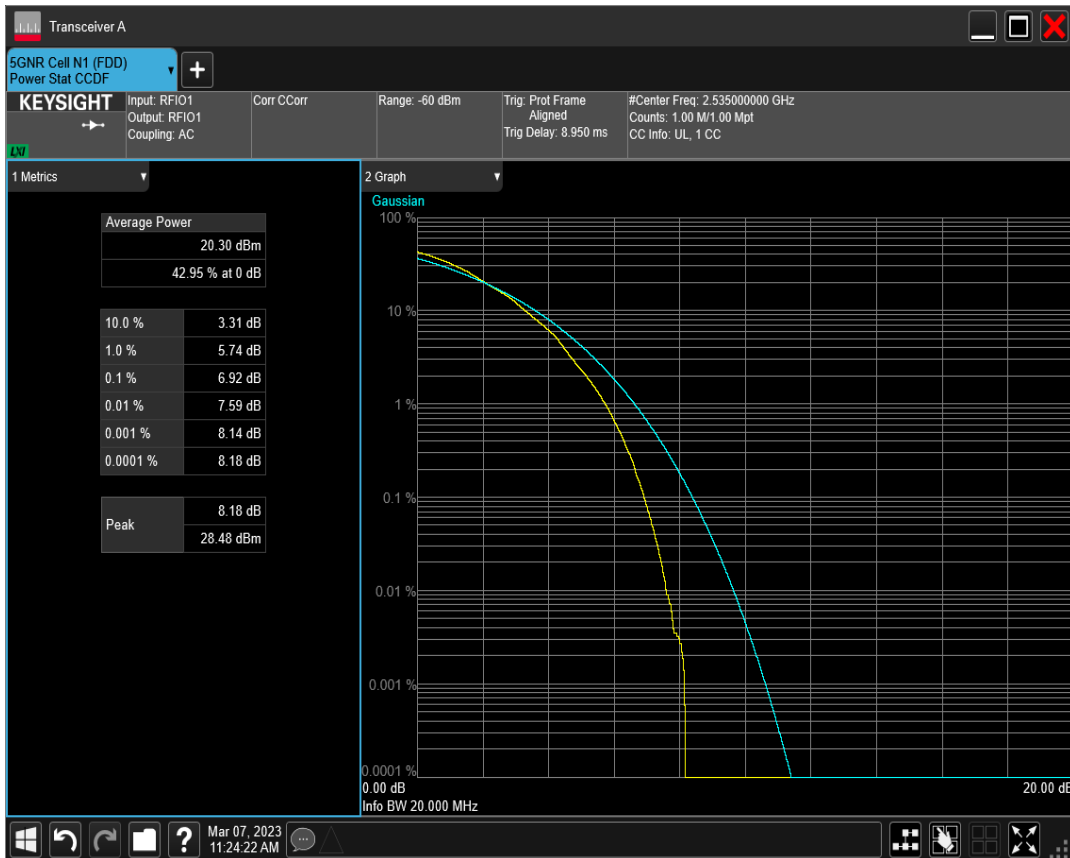 Transceiver A
5GNR Cell N1 (FDD)
Power Stat CCDF
+
KEYSIGHT
LXI
Input: RFIO1
Output: RFIO1
Coupling: AC
Corr CCorr
Range: -60 dBm
Trig: Prot Frame
Aligned
Trig Delay: 8.950 ms
#Center Freq: 2.535000000 GHz
Counts: 1.00 M/1.00 Mpt
CC Info: UL, 1 CC
1 Metrics
Average Power
20.30 dBm
42.95 % at 0 dB
10.0 % 3.31 dB
1.0 % 5.74 dB
0.1 % 6.92 dB
0.01 % 7.59 dB
0.001 % 8.14 dB
0.0001 % 8.18 dB
Peak
8.18 dB
28.48 dBm
2 Graph
Gaussian
100 %
10 %
1 %
0.1 %
0.01 %
0.001 %
0.0001 %
0.00 dB
20.00 dB
Info BW 20.000 MHz
?
Mar 07, 2023
11:24:22 AM